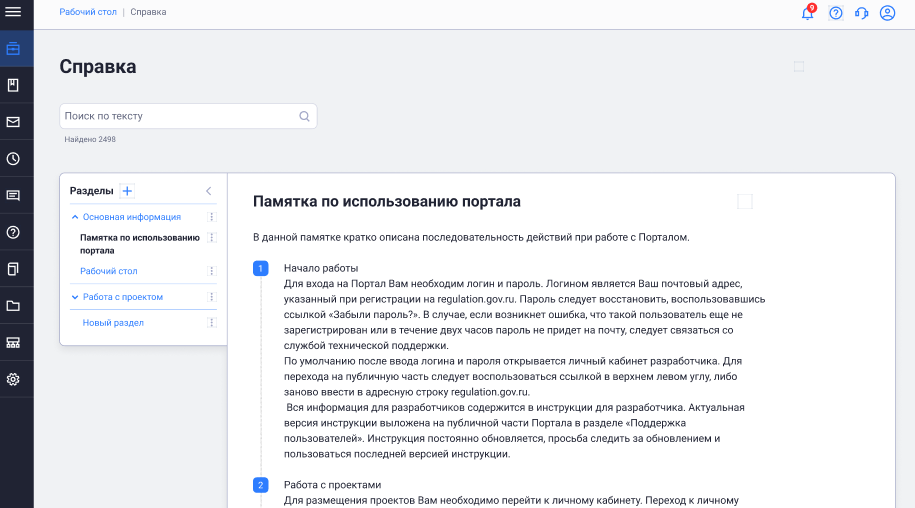 Рабочий стол | Справка
9
Справка
Поиск по тексту
Найдено 2498
Разделы
Основная информация
Памятка по использованию
портала
Рабочий стол
Работа с проектом
Новый раздел
Памятка по использованию портала
В данной памятке кратко описана последовательность действий при работе с Порталом.
1 Начало работы
Для входа на Портал Вам необходим логин и пароль. Логином является Ваш почтовый адрес,
указанный при регистрации на regulation.gov.ru. Пароль следует восстановить, воспользовавшись
ссылкой «Забыли пароль?». В случае, если возникнет ошибка, что такой пользователь еще не
зарегистрирован или в течение двух часов пароль не придет на почту, следует связаться со
службой технической поддержки.
По умолчанию после ввода логина и пароля открывается личный кабинет разработчика. Для
перехода на публичную часть следует воспользоваться ссылкой в верхнем левом углу, либо
заново ввести в адресную строку regulation.gov.ru.
Вся информация для разработчиков содержится в инструкции для разработчика. Актуальная
версия инструкции выложена на публичной части Портала в разделе «Поддержка
пользователей». Инструкция постоянно обновляется, просьба следить за обновлением и
пользоваться последней версией инструкции.
2 Работа с проектами
Для размещения проектов Вам необходимо перейти к личному кабинету. Переход к личному